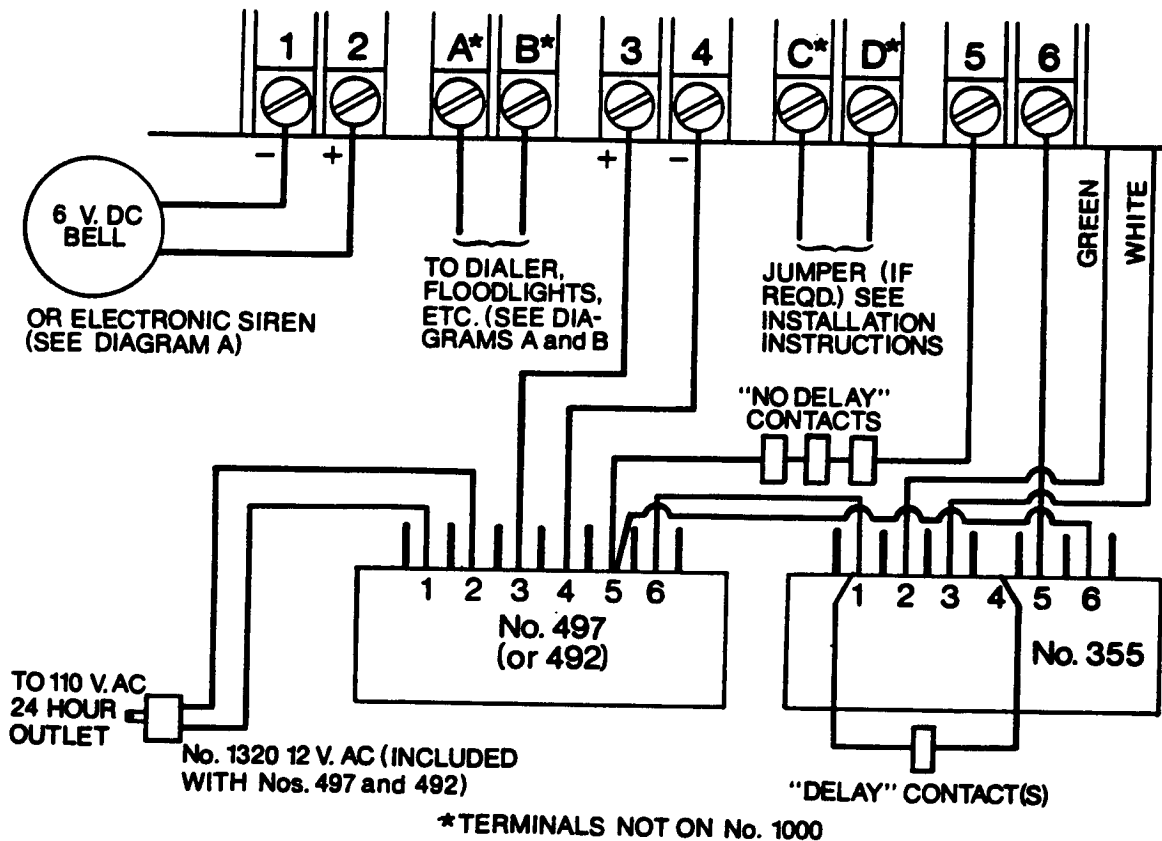 1 2 A* B* 3 4 C* D* 5 6
- + + -
GREEN
WHITE
6 V. DC
BELL
OR ELECTRONIC SIREN
(SEE DIAGRAM A)
TO DIALER,
FLOODLIGHTS,
ETC. (SEE DIA-
GRAMS A and B
JUMPER (IF
REQD.) SEE
INSTALLATION
INSTRUCTIONS
"NO DELAY"
CONTACTS
1 2 3 4 5 6
No. 497
(or 492)
1 2 3 4 5 6
No. 355
TO 110 V. AC
24 HOUR
OUTLET
No. 1320 12 V. AC (INCLUDED
WITH Nos. 497 and 492)
"DELAY" CONTACT(S)
*TERMINALS NOT ON No. 1000